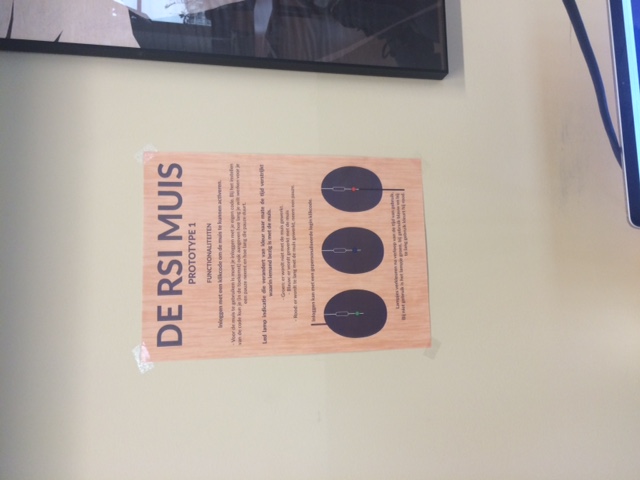 DE RSI MUIS
PROTOTYPE 1
FUNCTIONALITEITEN
Inloggen met een klikcode om de muis te kunnen activeren.
- Voor de muis te gebruiken is moet je inloggen met je eigen code. Bij het instellen
van de code kun je (in de toekomst) ook aangeven hoe lang je wilt werken voor je
een pauze neemt en hoe lang die pauze duurt.
Led lamp indicatie die verandert van kleur naar mate de tijd verstrijkt
waarin iemand bezig is met de muis.
- Groen: er wordt niet met de muis gewerkt.
- Blauw: er wordt gewerkt met de muis.
- Rood: er wordt te lang met de muis gewerkt, neem een pauze.
Inloggen kan met een gepersonaliseerde login klikcode.
Lampjes verkleuren na verloop van de tijd van gebruik.
Bij niet gebruik is het lampje groen, bij gebruik blauw en bij
te lang gebruik kleurt hij rood